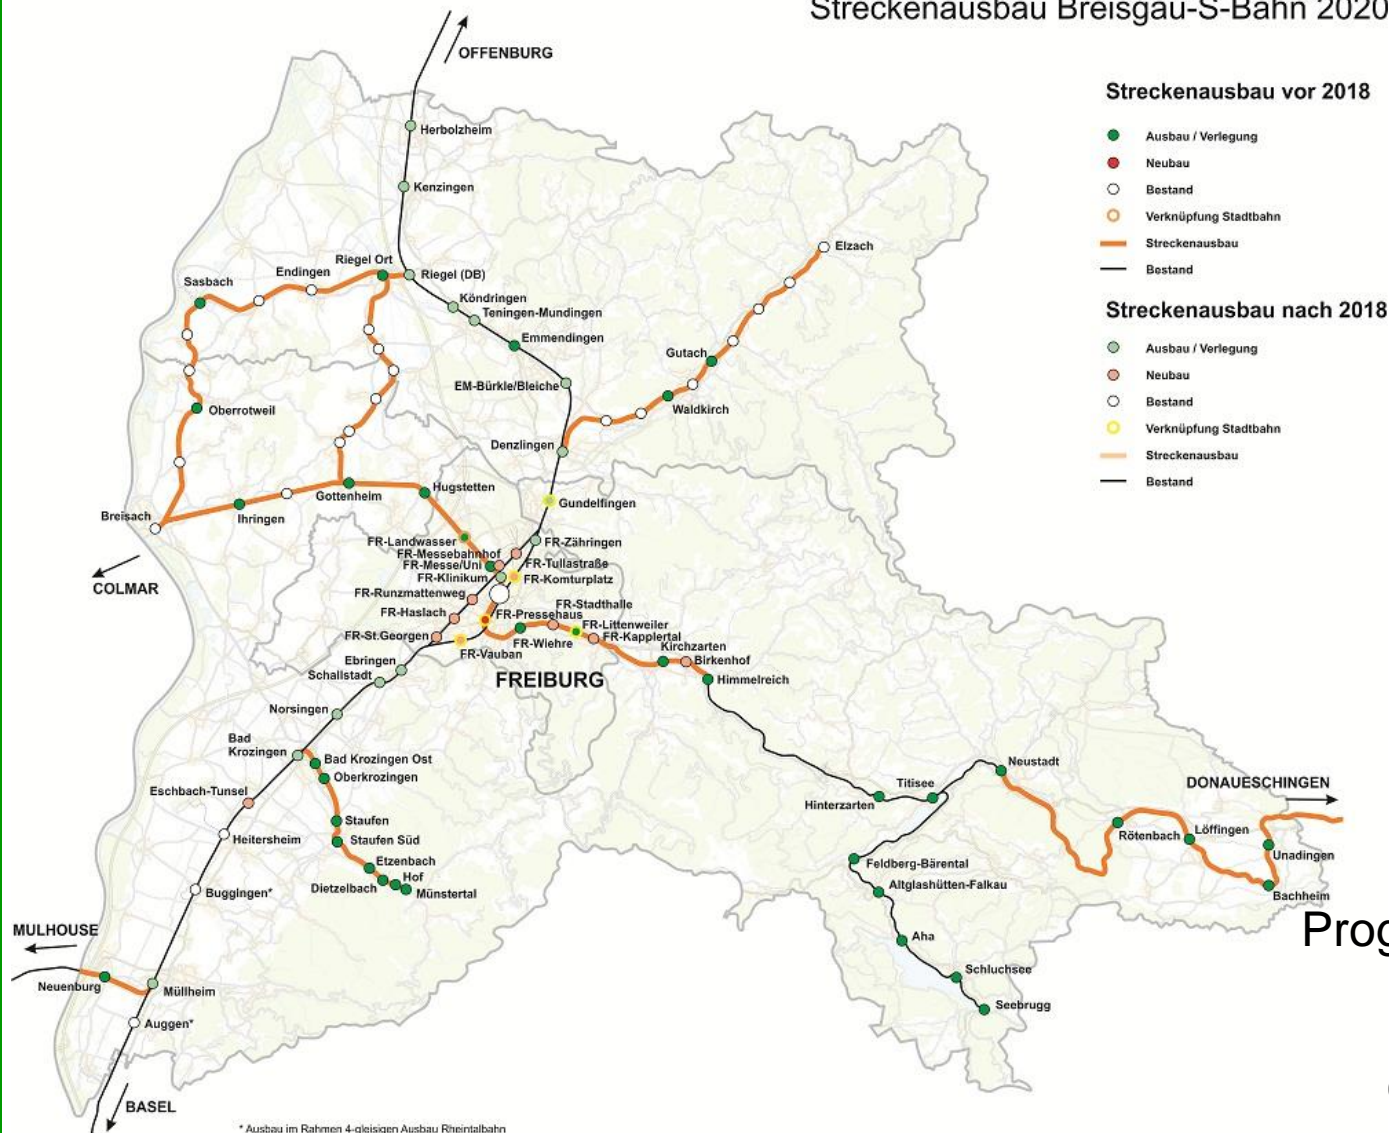 Streckenausbau Breisgau-S-Bahn 2020
OFFENBURG
Streckenausbau vor 2018
Ausbau / Verlegung
Neubau
Bestand
Verknüpfung Stadtbahn
Streckenausbau
Bestand
Streckenausbau nach 2018
Ausbau / Verlegung
Neubau
Bestand
Verknüpfung Stadtbahn
Streckenausbau
Bestand
Herbolzheim
Kenzingen
Elzach
Riegel Ort
Endingen
Riegel (DB)
Sasbach
Köndringen
Teningen-Mundingen
Emmendingen
Gutach
EM-Bürkle/Bleiche
Oberrotweil
Waldkirch
Denzlingen
Hugstetten
Gottenheim
Gundelfingen
Breisach
Ihringen
FR-Landwasser
FR-Zähringen
FR-Messebahnhof
FR-Messe/Uni
FR-Tullastraße
FR-Klinikum
FR-Komturplatz
COLMAR
FR-Runzmattenweg
FR-Stadthalle
FR-Haslach
FR-Pressehaus
FR-Littenweiler
FR-St.Georgen
FR-Wiehre
FR-Kapplertal
Kirchzarten
FR-Vauban
Birkenhof
Ebringen
Schallstadt
FREIBURG
Himmelreich
Norsingen
Bad
Krozingen
Bad Krozingen Ost
Oberkrozingen
Neustadt
Titisee
DONAUESCHINGEN
Eschbach-Tunsel
Hinterzarten
Staufen
Rötenbach
Löffingen
Heitersheim
Staufen Süd
Unadingen
Etzenbach
Feldberg-Bärental
Hof
Dietzelbach
Münstertal
Altglashütten-Falkau
Buggingen*
Bachheim
MULHOUSE
Prog
Aha
Schluchsee
Neuenburg
Müllheim
Seebrugg
Auggen*
BASEL
* Ausbau im Rahmen 4-gleisigen Ausbau Rheintalbahn